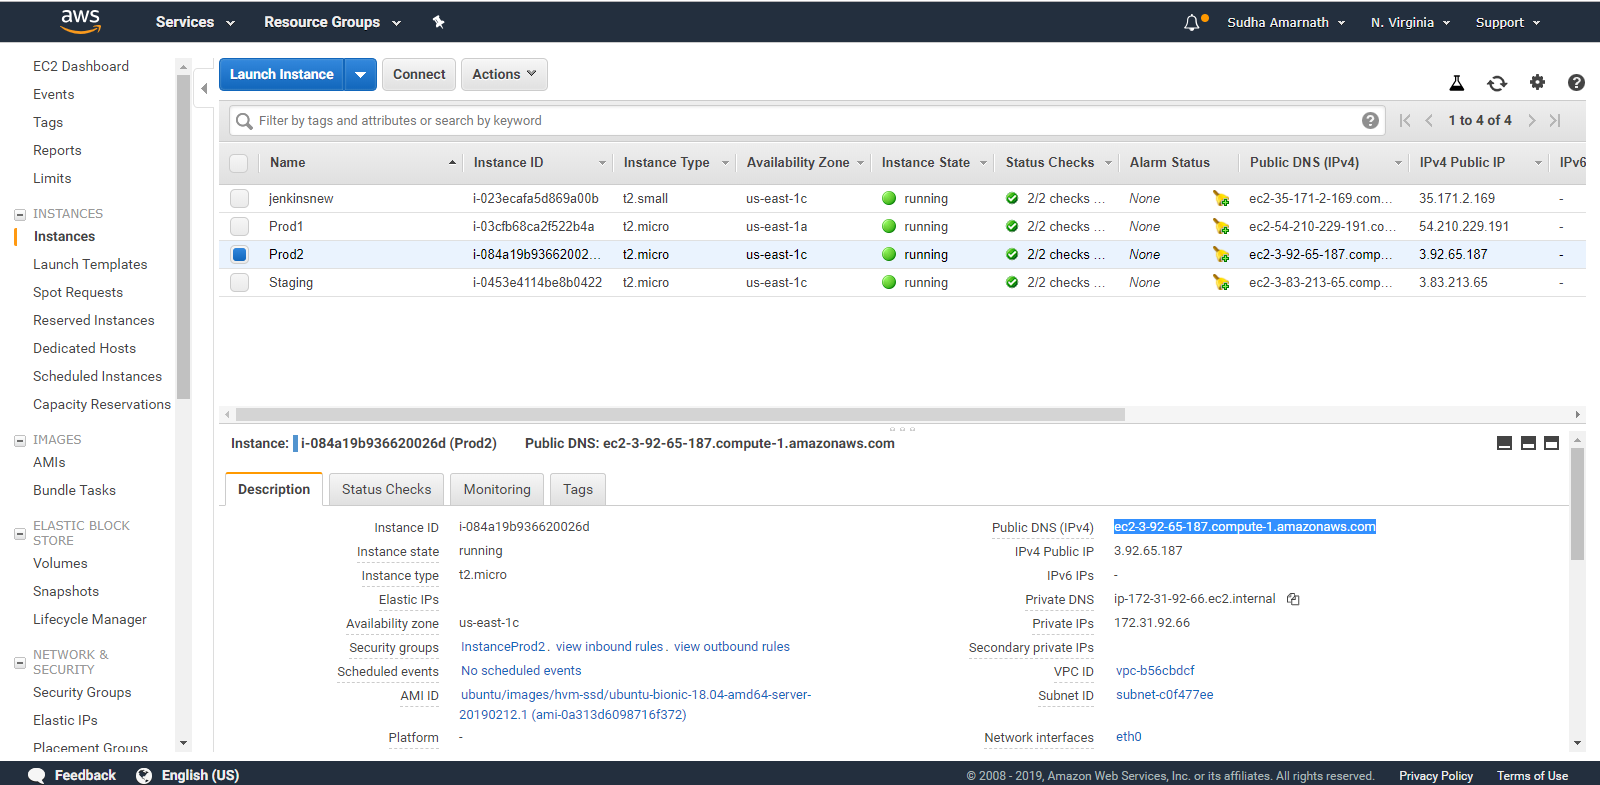 aws Services Resource Groups Sudha Amarnath N. Virginia Support
EC2 Dashboard
Events
Tags
Reports
Limits
INSTANCES
Instances
Launch Templates
Spot Requests
Reserved Instances
Dedicated Hosts
Scheduled Instances
Capacity Reservations
IMAGES
AMIs
Bundle Tasks
ELASTIC BLOCK
STORE
Volumes
Snapshots
Lifecycle Manager
NETWORK &
SECURITY
Security Groups
Elastic IPs
Placement Groups
Launch Instance Connect Actions
Filter by tags and attributes or search by keyword 1 to 4 of 4
Name Instance ID Instance Type Availability Zone Instance State Status Checks Alarm Status Public DNS (IPv4) IPv4 Public IP IPv6
jenkinsnew i-023ecafa5d869a00b t2.small us-east-1c running 2/2 checks ... None ec2-35-171-2-169.com... 35.171.2.169 -
Prod1 i-03cfb68ca2f522b4a t2.micro us-east-1a running 2/2 checks ... None ec2-54-210-229-191.co... 54.210.229.191 -
Prod2 i-084a19b93662002... t2.micro us-east-1c running 2/2 checks ... None ec2-3-92-65-187.comp... 3.92.65.187 -
Staging i-0453e4114be8b0422 t2.micro us-east-1c running 2/2 checks ... None ec2-3-83-213-65.comp... 3.83.213.65 -
Instance: i-084a19b936620026d (Prod2) Public DNS: ec2-3-92-65-187.compute-1.amazonaws.com
Description Status Checks Monitoring Tags
Instance ID i-084a19b936620026d
Instance state running
Instance type t2.micro
Elastic IPs
Availability zone us-east-1c
Security groups InstanceProd2. view inbound rules. view outbound rules
Scheduled events No scheduled events
AMI ID ubuntu/images/hvm-ssd/ubuntu-bionic-18.04-amd64-server-
20190212.1 (ami-0a313d6098716f372)
Platform -
Public DNS (IPv4) ec2-3-92-65-187.compute-1.amazonaws.com
IPv4 Public IP 3.92.65.187
IPv6 IPs -
Private DNS ip-172-31-92-66.ec2.internal
Private IPs 172.31.92.66
Secondary private IPs
VPC ID vpc-b56cbdcf
Subnet ID subnet-c0f477ee
Network interfaces eth0
Feedback English (US) © 2008 - 2019, Amazon Web Services, Inc. or its affiliates. All rights reserved. Privacy Policy Terms of Use